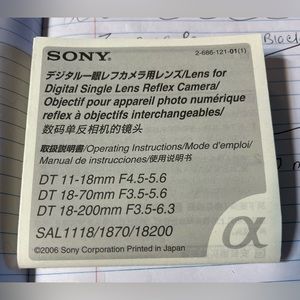 SONY
2-686-121-01(1)
デジタル一眼レフカメラ用レンズ/Lens for
Digital Single Lens Reflex Camera/
Objectif pour appareil photo numérique
reflex à objectifs interchangeables/
数码单反相机的镜头
取扱説明書/Operating Instructions/Mode d'emploi/
Manual de instrucciones/使用说明书
DT 11-18mm F4.5-5.6
DT 18-70mm F3.5-5.6
DT 18-200mm F3.5-6.3
SAL1118/1870/18200
α
©2006 Sony Corporation Printed in Japan